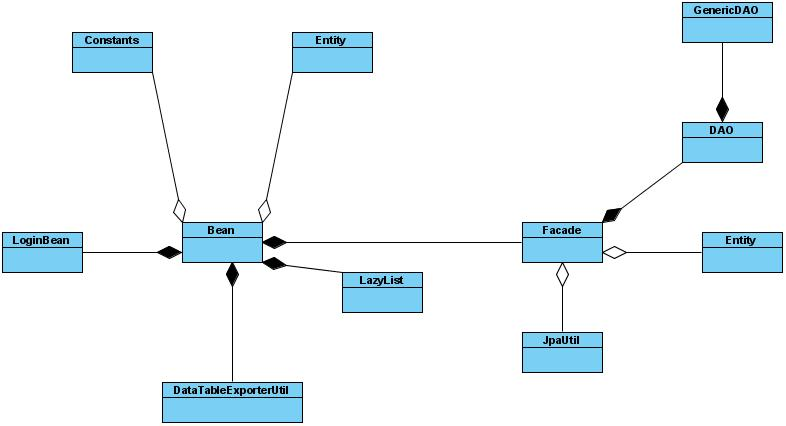 GenericDAO
Constants
Entity
DAO
Bean
Facade
LoginBean
Entity
LazyList
JpaUtil
DataTableExporterUtil